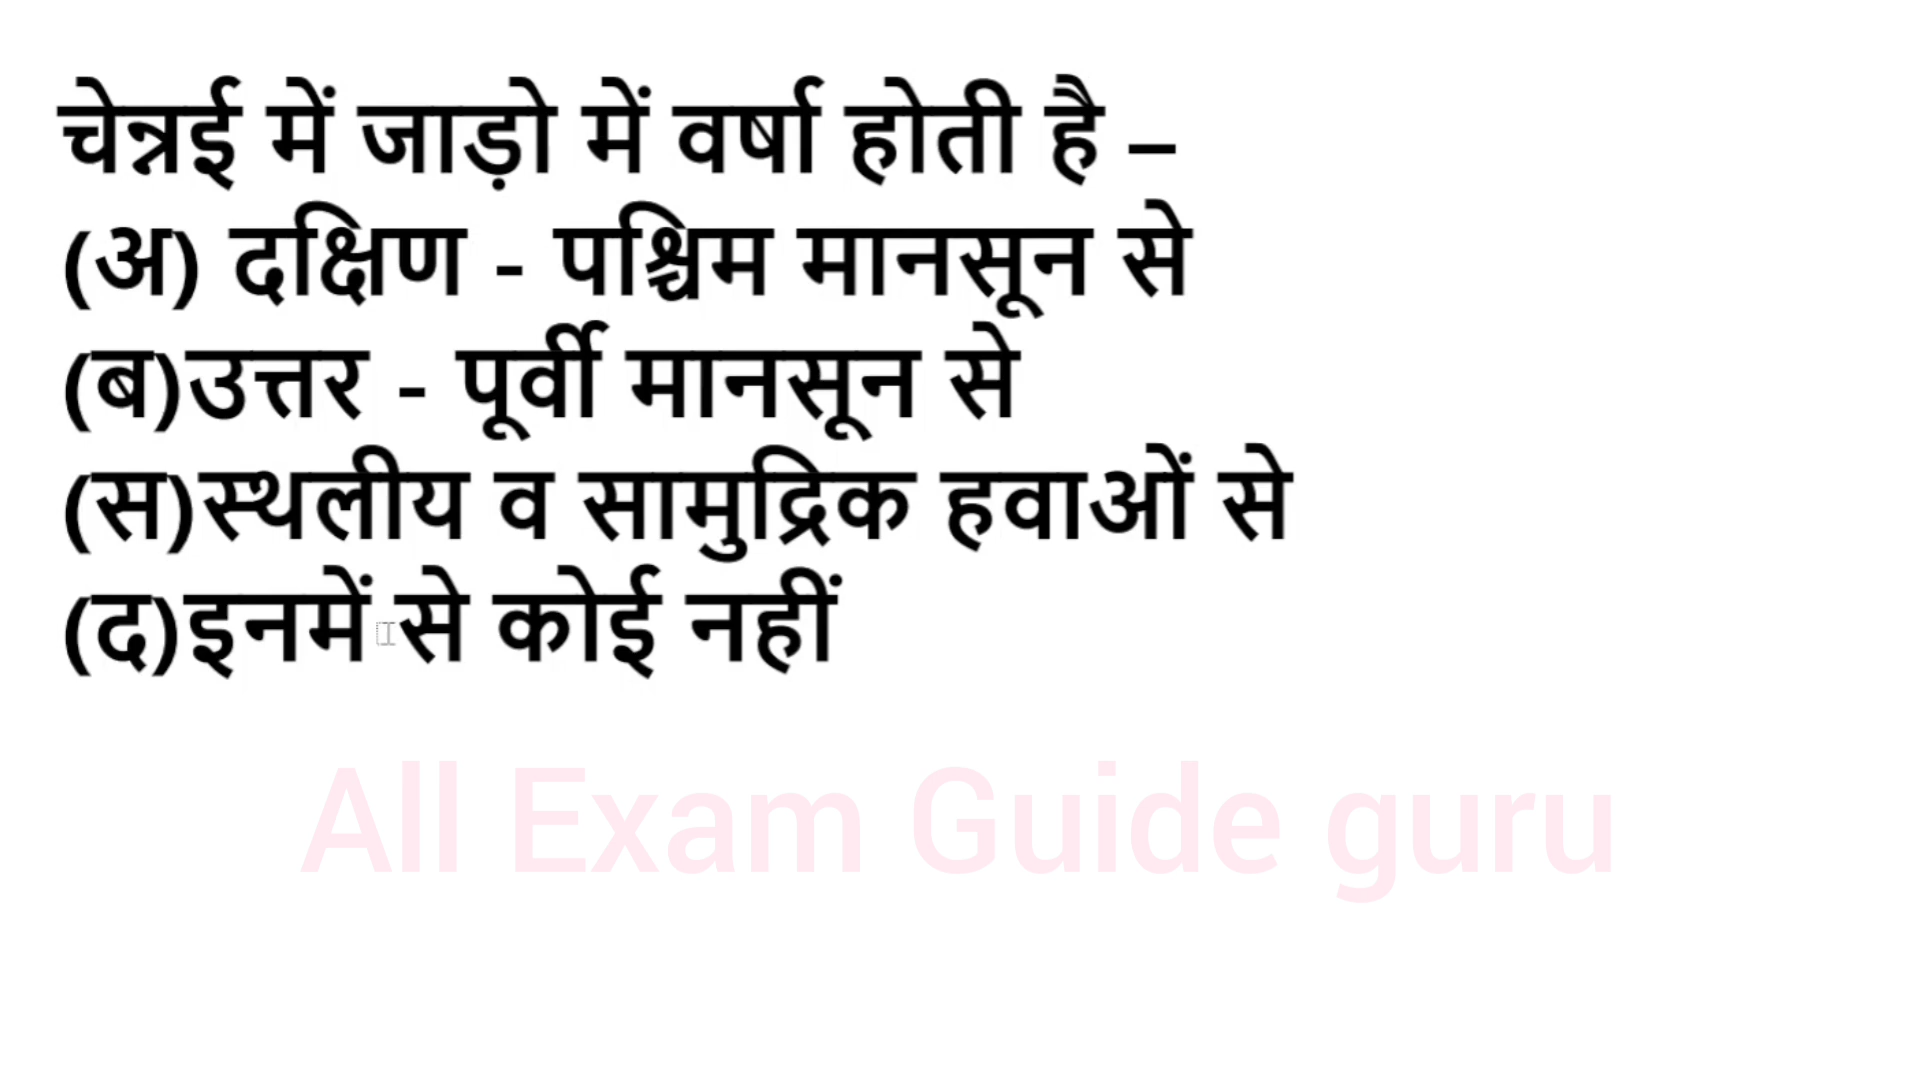 चेन्नई में जाड़ो में वर्षा होती है –
(अ) दक्षिण - पश्चिम मानसून से
(ब)उत्तर - पूर्वी मानसून से
(स)स्थलीय व सामुद्रिक हवाओं से
(द)इनमें से कोई नहीं
All Exam Guide guru